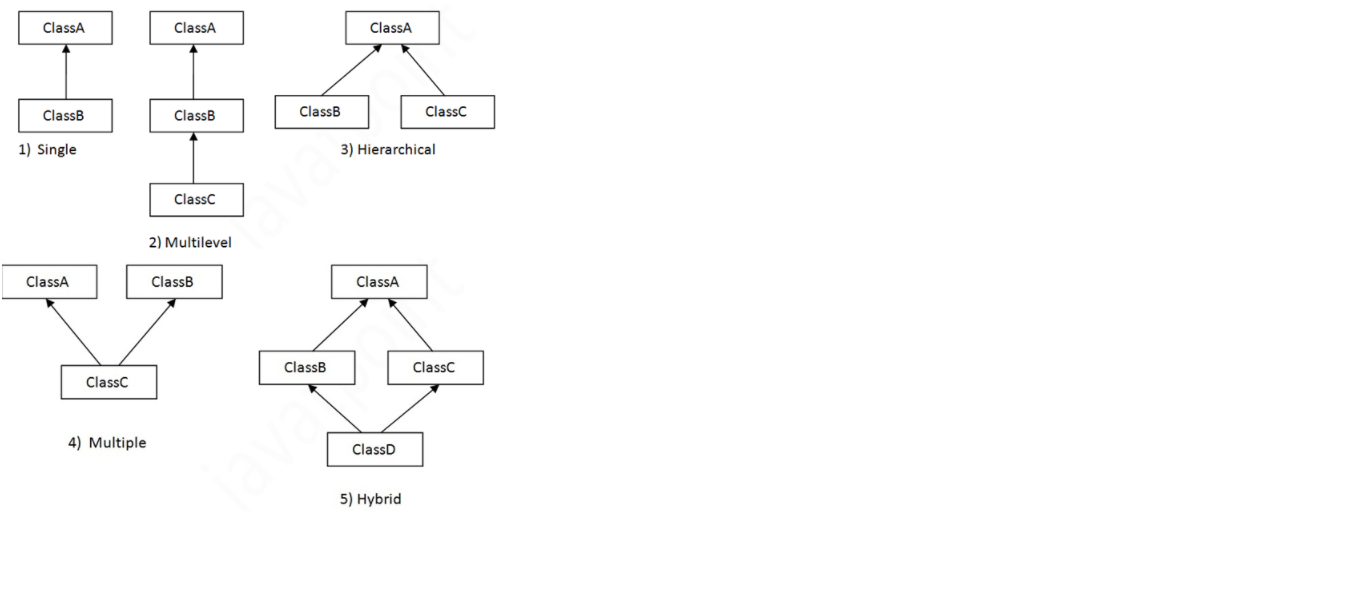 ClassA
ClassB
1) Single
ClassA
ClassB
ClassC
2) Multilevel
ClassA
ClassB
ClassC
3) Hierarchical
ClassA
ClassB
ClassC
4) Multiple
ClassA
ClassB
ClassC
ClassD
5) Hybrid